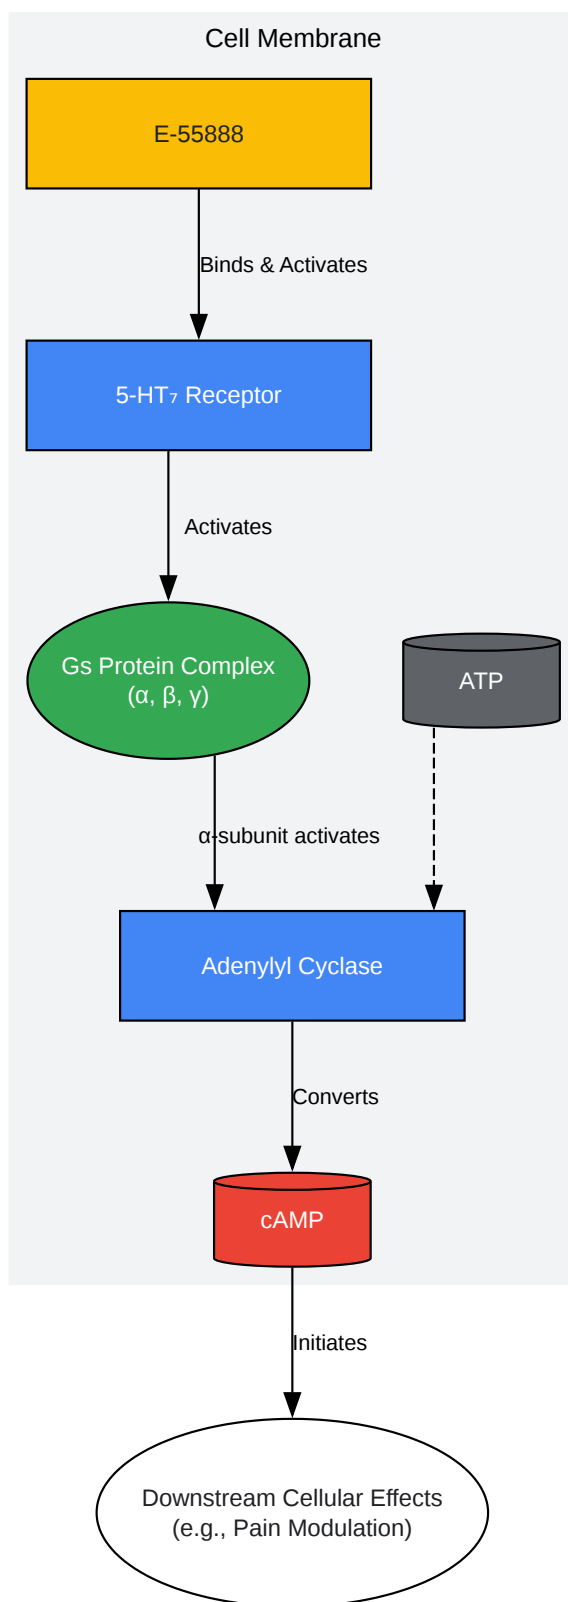 Cell Membrane
E-55888
Binds & Activates
5-HT₇ Receptor
Activates
Gs Protein Complex
(α, β, γ)
ATP
α-subunit activates
Adenylyl Cyclase
Converts
cAMP
Initiates
Downstream Cellular Effects
(e.g., Pain Modulation)